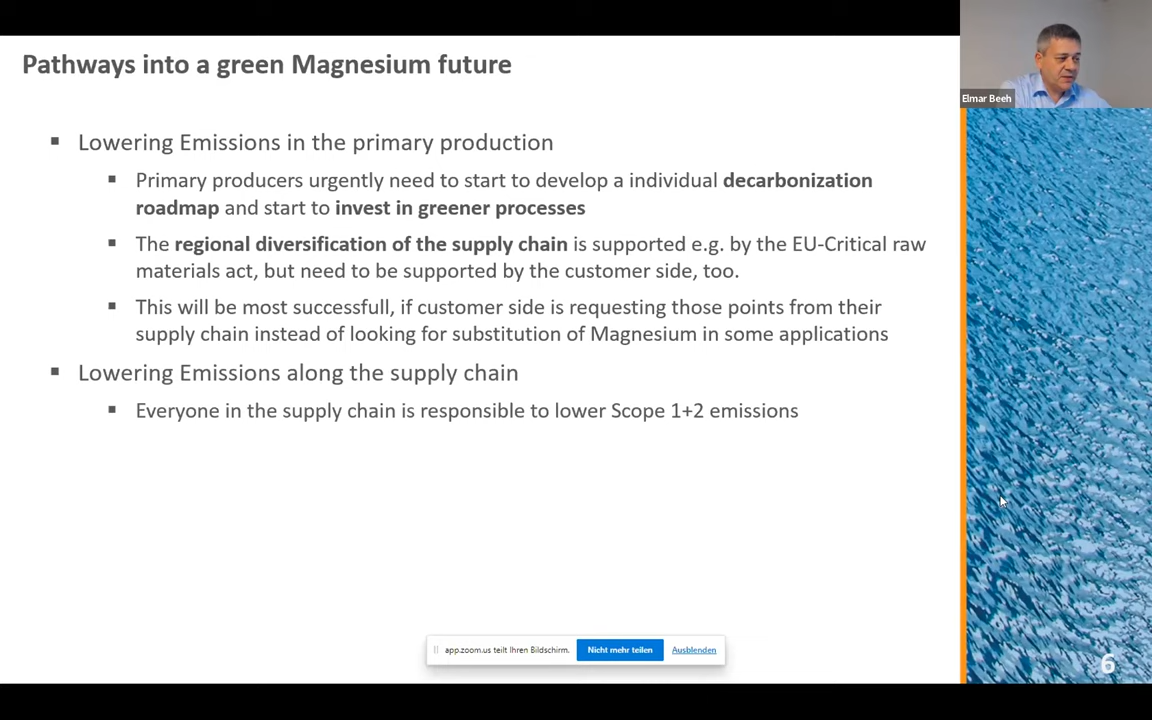 Pathways into a green Magnesium future
Elmar Beeh
▪ Lowering Emissions in the primary production
▪ Primary producers urgently need to start to develop a individual decarbonization
roadmap and start to invest in greener processes
▪ The regional diversification of the supply chain is supported e.g. by the EU-Critical raw
materials act, but need to be supported by the customer side, too.
▪ This will be most successfull, if customer side is requesting those points from their
supply chain instead of looking for substitution of Magnesium in some applications
▪ Lowering Emissions along the supply chain
▪ Everyone in the supply chain is responsible to lower Scope 1+2 emissions
app.zoom.us teilt Ihren Bildschirm. Nicht mehr teilen Ausblenden
6